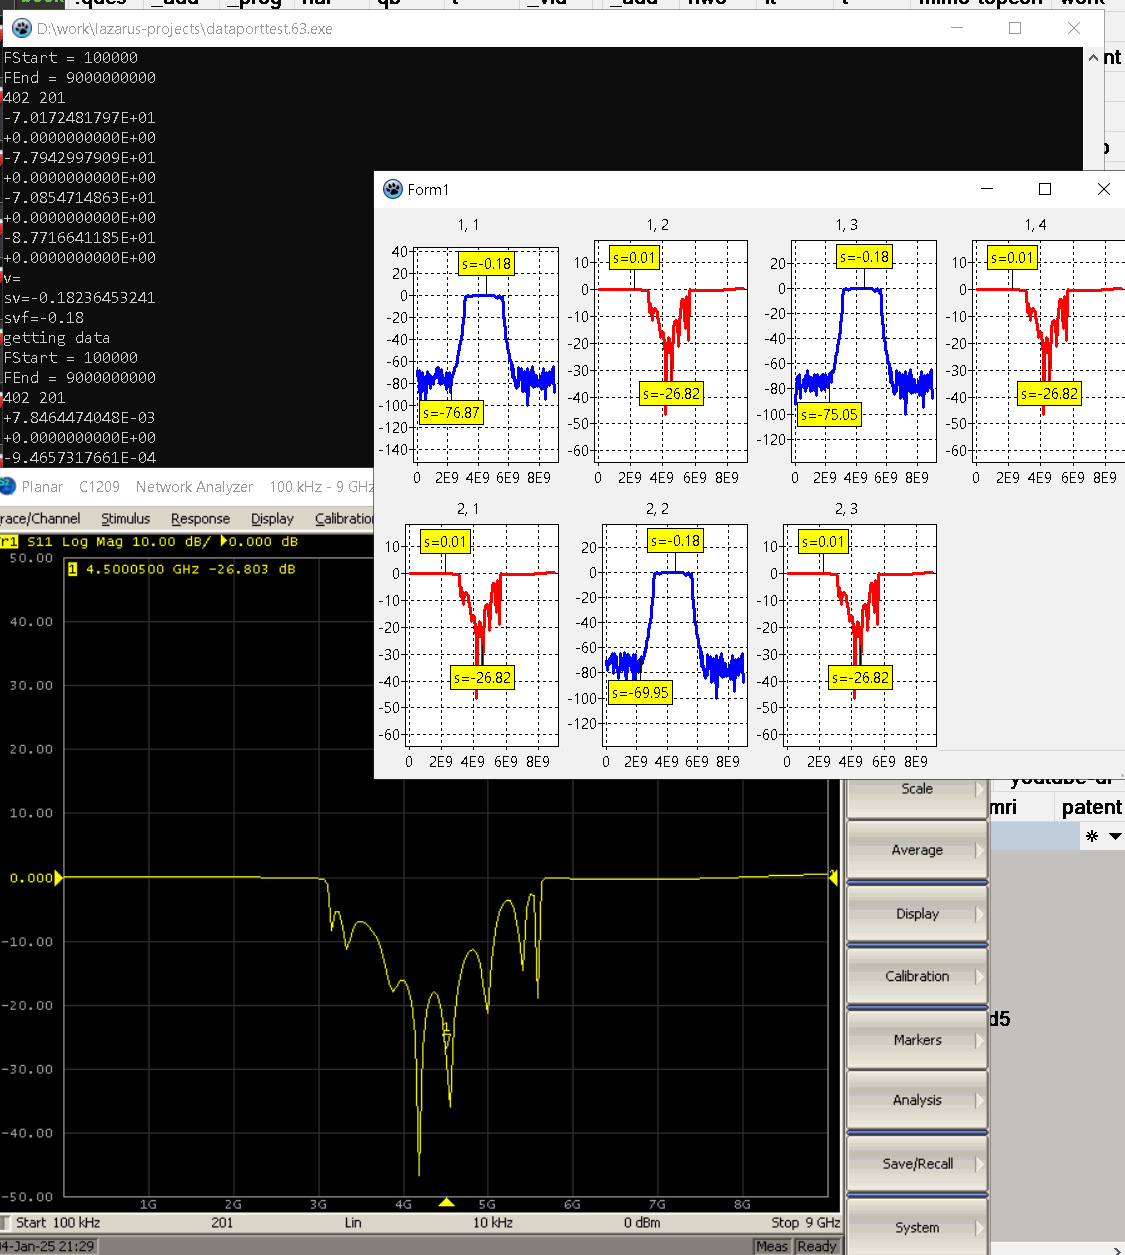 _add
_prog
qb
t
_vid
_add
D:\work\lazarus-projects\dataporttest.63.exe
FStart = 100000
FEnd = 9000000000
402 201
-7.0172481797E+01
+0.0000000000E+00
-7.7942997909E+01
+0.0000000000E+00
-7.0854714863E+01
+0.0000000000E+00
-8.7716641185E+01
+0.0000000000E+00
v=
sv=-0.18236453241
svf=-0.18
getting data
FStart = 100000
FEnd = 9000000000
402 201
+7.8464474048E-03
+0.0000000000E+00
-9.4657317661E-04
nt
Form1
1, 1
40
20
0
-20
-40
-60
-80
-100
-120
-140
s=-0.18
s=-76.87
0 2E9 4E9 6E9 8E9
1, 2
10
0
-10
-20
-30
-40
-50
-60
s=0.01
s=-26.82
0 2E9 4E9 6E9 8E9
1, 3
20
0
-20
-40
-60
-80
-100
-120
s=-0.18
s=-75.05
0 2E9 4E9 6E9 8E9
1, 4
10
0
-10
-20
-30
-40
-50
-60
s=0.01
s=-26.82
0 2E9 4E9 6E9 8E9
2, 1
10
0
-10
-20
-30
-40
-50
-60
s=0.01
s=-26.82
0 2E9 4E9 6E9 8E9
2, 2
20
0
-20
-40
-60
-80
-100
-120
s=-0.18
s=-69.95
0 2E9 4E9 6E9 8E9
2, 3
10
0
-10
-20
-30
-40
-50
-60
s=0.01
s=-26.82
0 2E9 4E9 6E9 8E9
Planar C1209 Network Analyzer 100 kHz - 9 GHz
race/Channel Stimulus Response Display Calibratio
Tr1 S11 Log Mag 10.00 dB/ 0.000 dB
1 4.5000500 GHz -26.803 dB
50.00
40.00
30.00
20.00
10.00
0.000
-10.00
-20.00
-30.00
-40.00
-50.00
1
1G 2G 3G 4G 5G 6G 7G 8G
Start 100 kHz 201 Lin 10 kHz 0 dBm Stop 9 GHz
4-Jan-25 21:29 Meas Ready
Scale
Average
Display
Calibration
Markers
Analysis
Save/Recall
System
mri
patent
d5